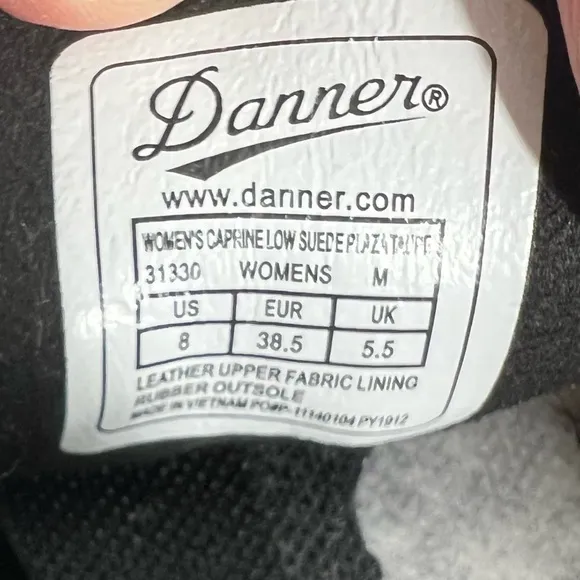 Danner®
www.danner.com
WOMEN'S CAPRINE LOW SUEDE PLAZA TAUPE
31330 WOMENS M
US EUR UK
8 38.5 5.5
LEATHER UPPER FABRIC LINING
RUBBER OUTSOLE
MADE IN VIETNAM PO#P-11140104 PY1912